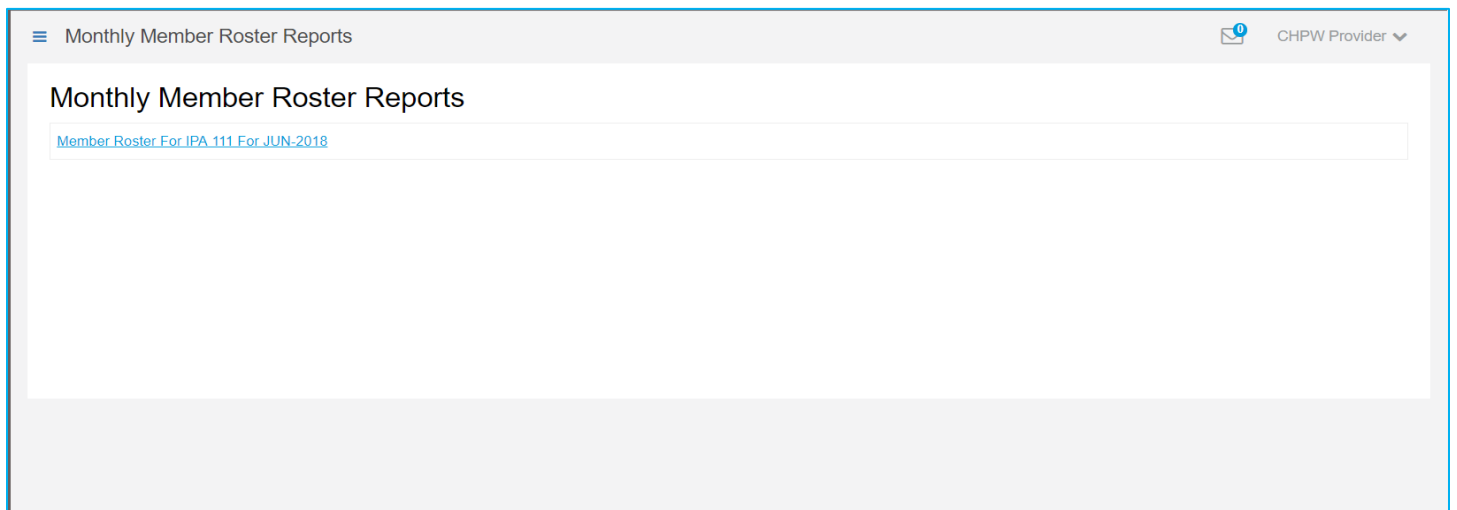 Monthly Member Roster Reports
0
CHPW Provider
Monthly Member Roster Reports
Member Roster For IPA 111 For JUN-2018